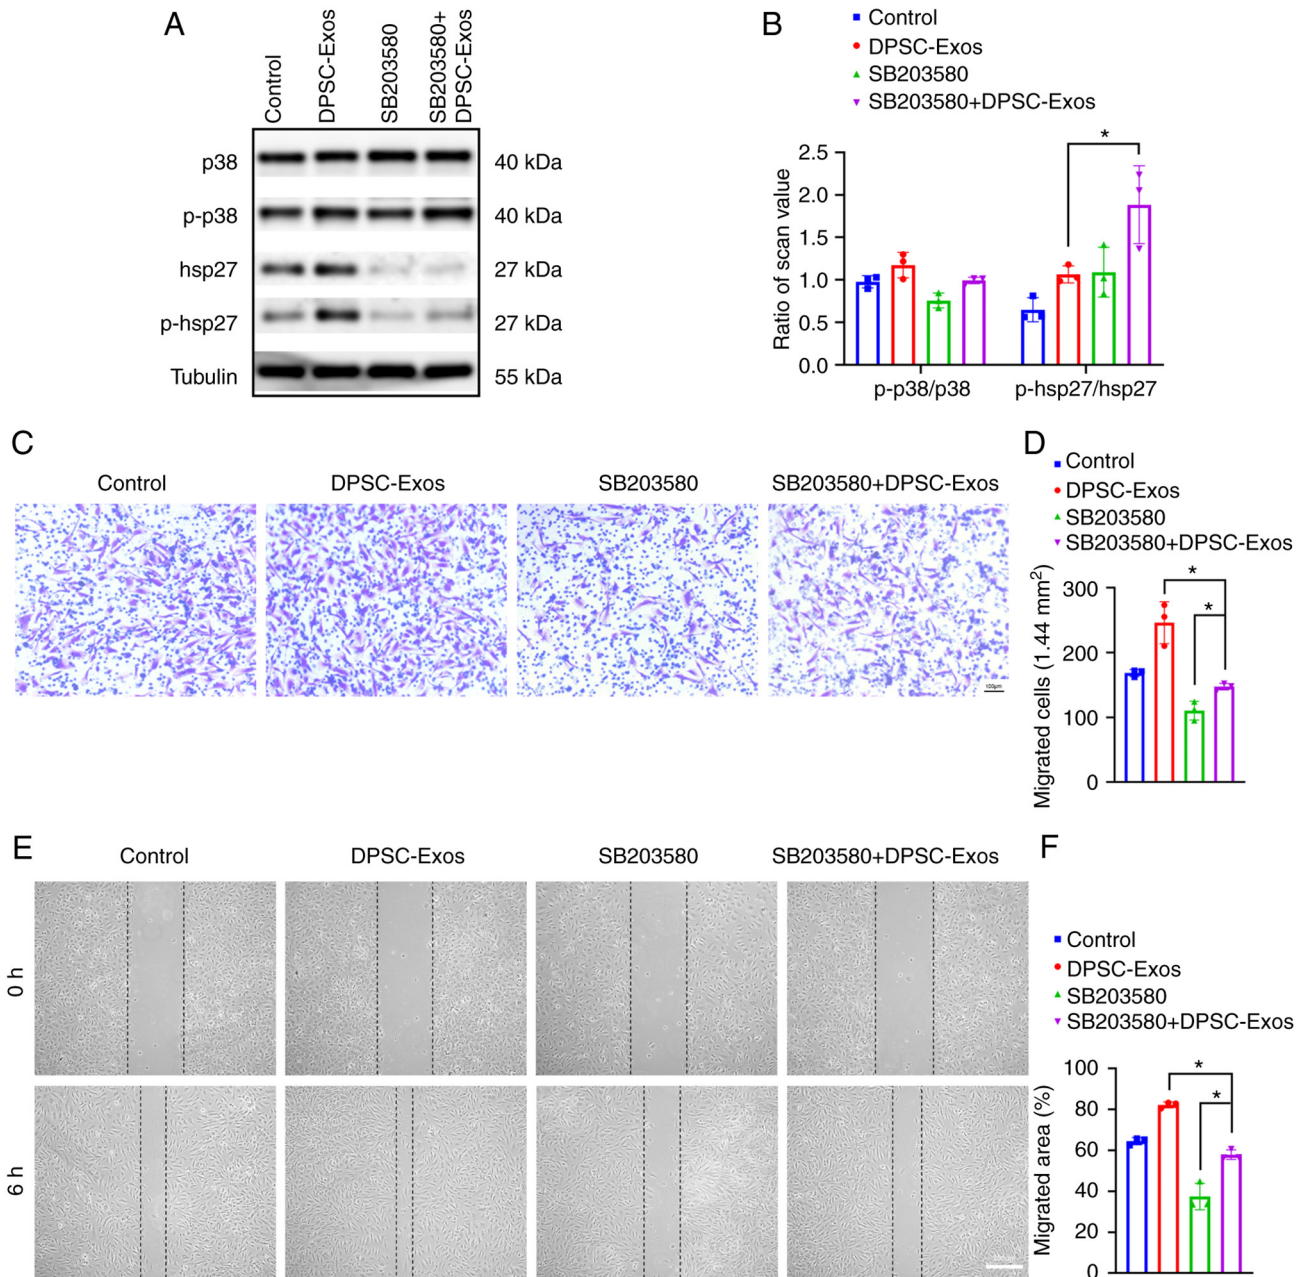 A
Control
DPSC-Exos
SB203580
SB203580+
DPSC-Exos
p38
40 kDa
p-p38
40 kDa
hsp27
27 kDa
p-hsp27
27 kDa
Tubulin
55 kDa
B
Control
DPSC-Exos
SB203580
SB203580+DPSC-Exos
*
Ratio of scan value
2.5
2.0
1.5
1.0
0.5
0.0
p-p38/p38
p-hsp27/hsp27
C
Control
DPSC-Exos
SB203580
SB203580+DPSC-Exos
100μm
D
Control
DPSC-Exos
SB203580
SB203580+DPSC-Exos
*
*
Migrated cells (1.44 mm²)
300
200
100
0
E
Control
DPSC-Exos
SB203580
SB203580+DPSC-Exos
0 h
6 h
F
Control
DPSC-Exos
SB203580
SB203580+DPSC-Exos
*
*
Migrated area (%)
100
80
60
40
20
0